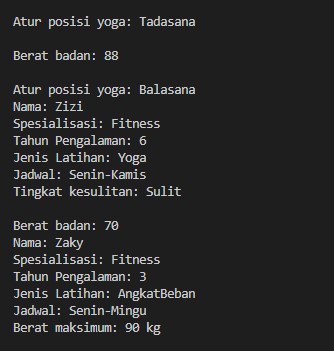 Atur posisi yoga: Tadasana
Berat badan: 88
Atur posisi yoga: Balasana
Nama: Zizi
Spesialisasi: Fitness
Tahun Pengalaman: 6
Jenis Latihan: Yoga
Jadwal: Senin-Kamis
Tingkat kesulitan: Sulit
Berat badan: 70
Nama: Zaky
Spesialisasi: Fitness
Tahun Pengalaman: 3
Jenis Latihan: AngkatBeban
Jadwal: Senin-Mingu
Berat maksimum: 90 kg